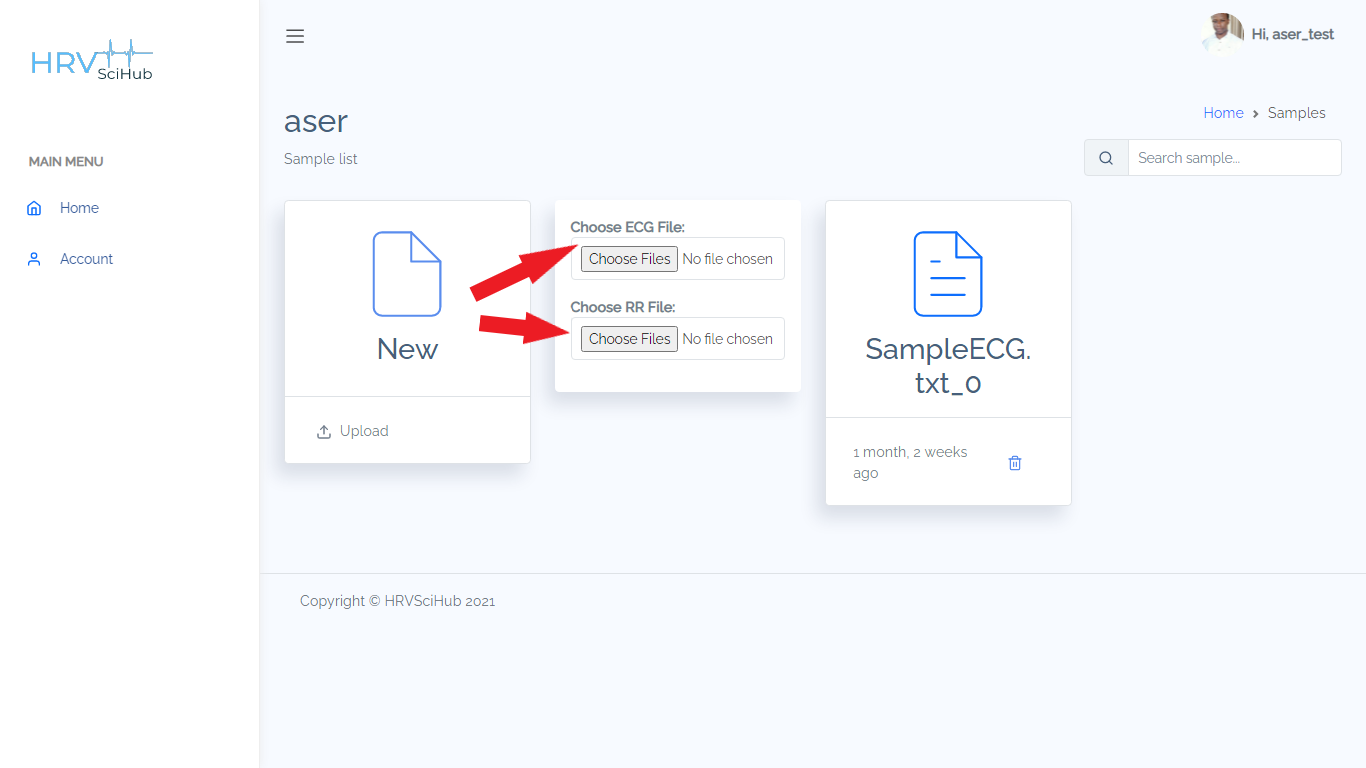 HRV
SciHub
Hi, aser_test
aser
Home > Samples
Sample list
Search sample...
MAIN MENU
Home
Account
New
Upload
Choose ECG File:
Choose Files No file chosen
Choose RR File:
Choose Files No file chosen
SampleECG.
txt_0
1 month, 2 weeks
ago
Copyright © HRVSciHub 2021